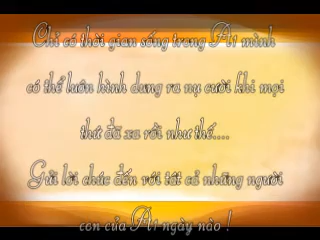 Chỉ có thời gian sống trong A1 mình
có thể luôn hình dung ra nụ cười khi mọi
thứ đã xa rồi như thế....
Gửi lời chúc đến với tất cả những người
con của A1 ngày nào !